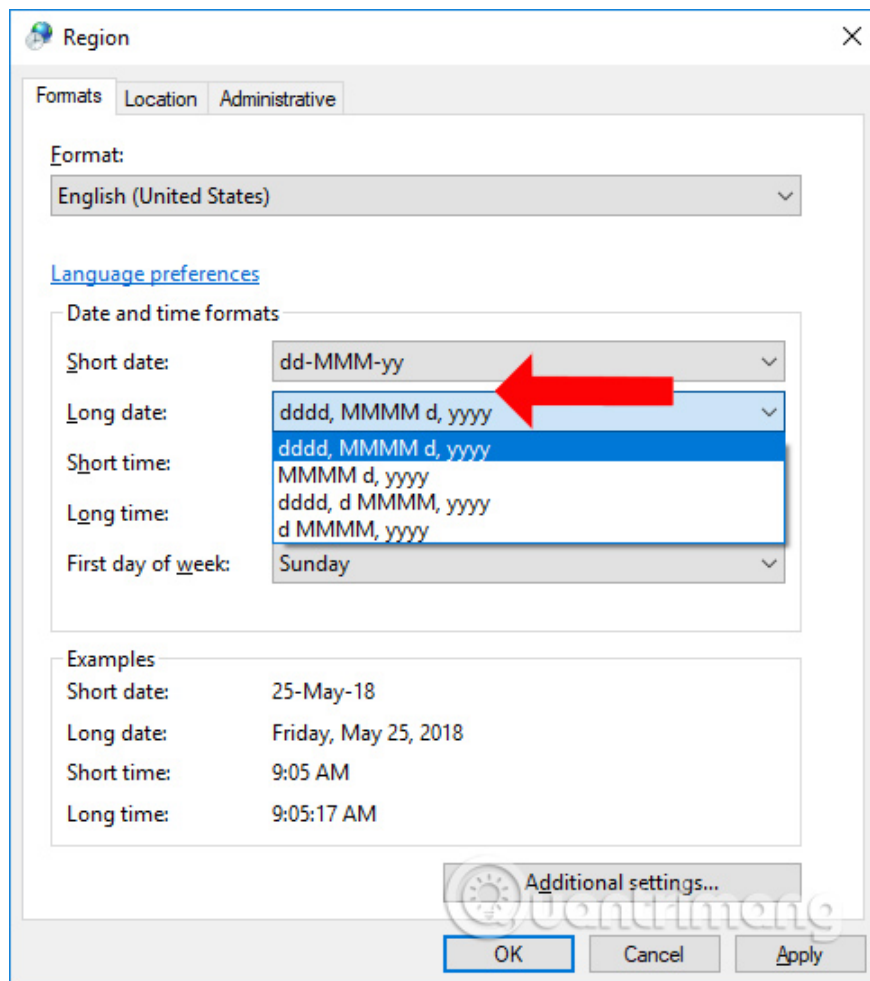 Region
Formats Location Administrative
Format:
English (United States)
Language preferences
Date and time formats
Short date: dd-MMM-yy
Long date: dddd, MMMM d, yyyy
dddd, MMMM d, yyyy
Short time:
MMMM d, yyyy
dddd, d MMMM, yyyy
Long time:
d MMMM, yyyy
First day of week: Sunday
Examples
Short date: 25-May-18
Long date: Friday, May 25, 2018
Short time: 9:05 AM
Long time: 9:05:17 AM
Additional settings...
Quantrimang
OK Cancel Apply